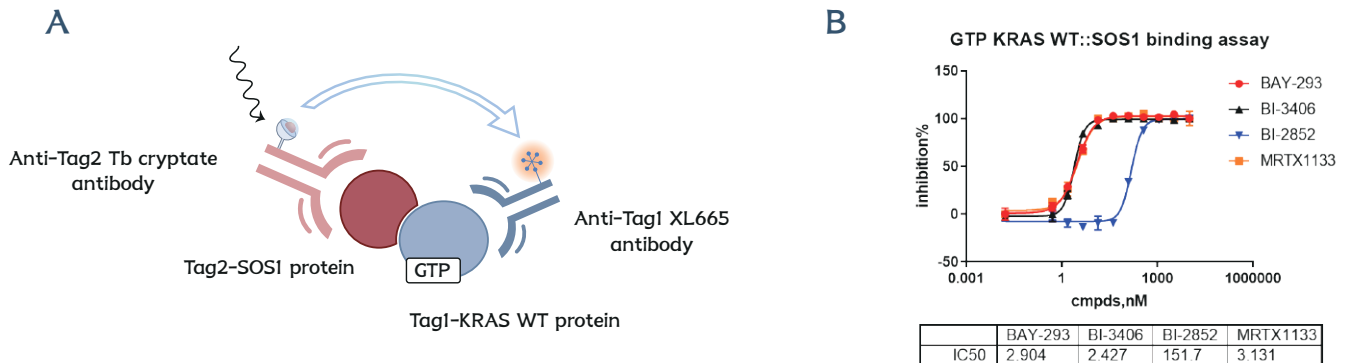 A
Anti-Tag2 Tb cryptate
antibody
Tag2-SOS1 protein
GTP
Anti-Tag1 XL665
antibody
Tag1-KRAS WT protein
B
GTP KRAS WT::SOS1 binding assay
inhibition%
150
100
50
0
-50
0.001
1
1000
1000000
cmpds,nM
BAY-293
BI-3406
BI-2852
MRTX1133
BAY-293 BI-3406 BI-2852 MRTX1133
IC50 2.904 2.427 151.7 3.131